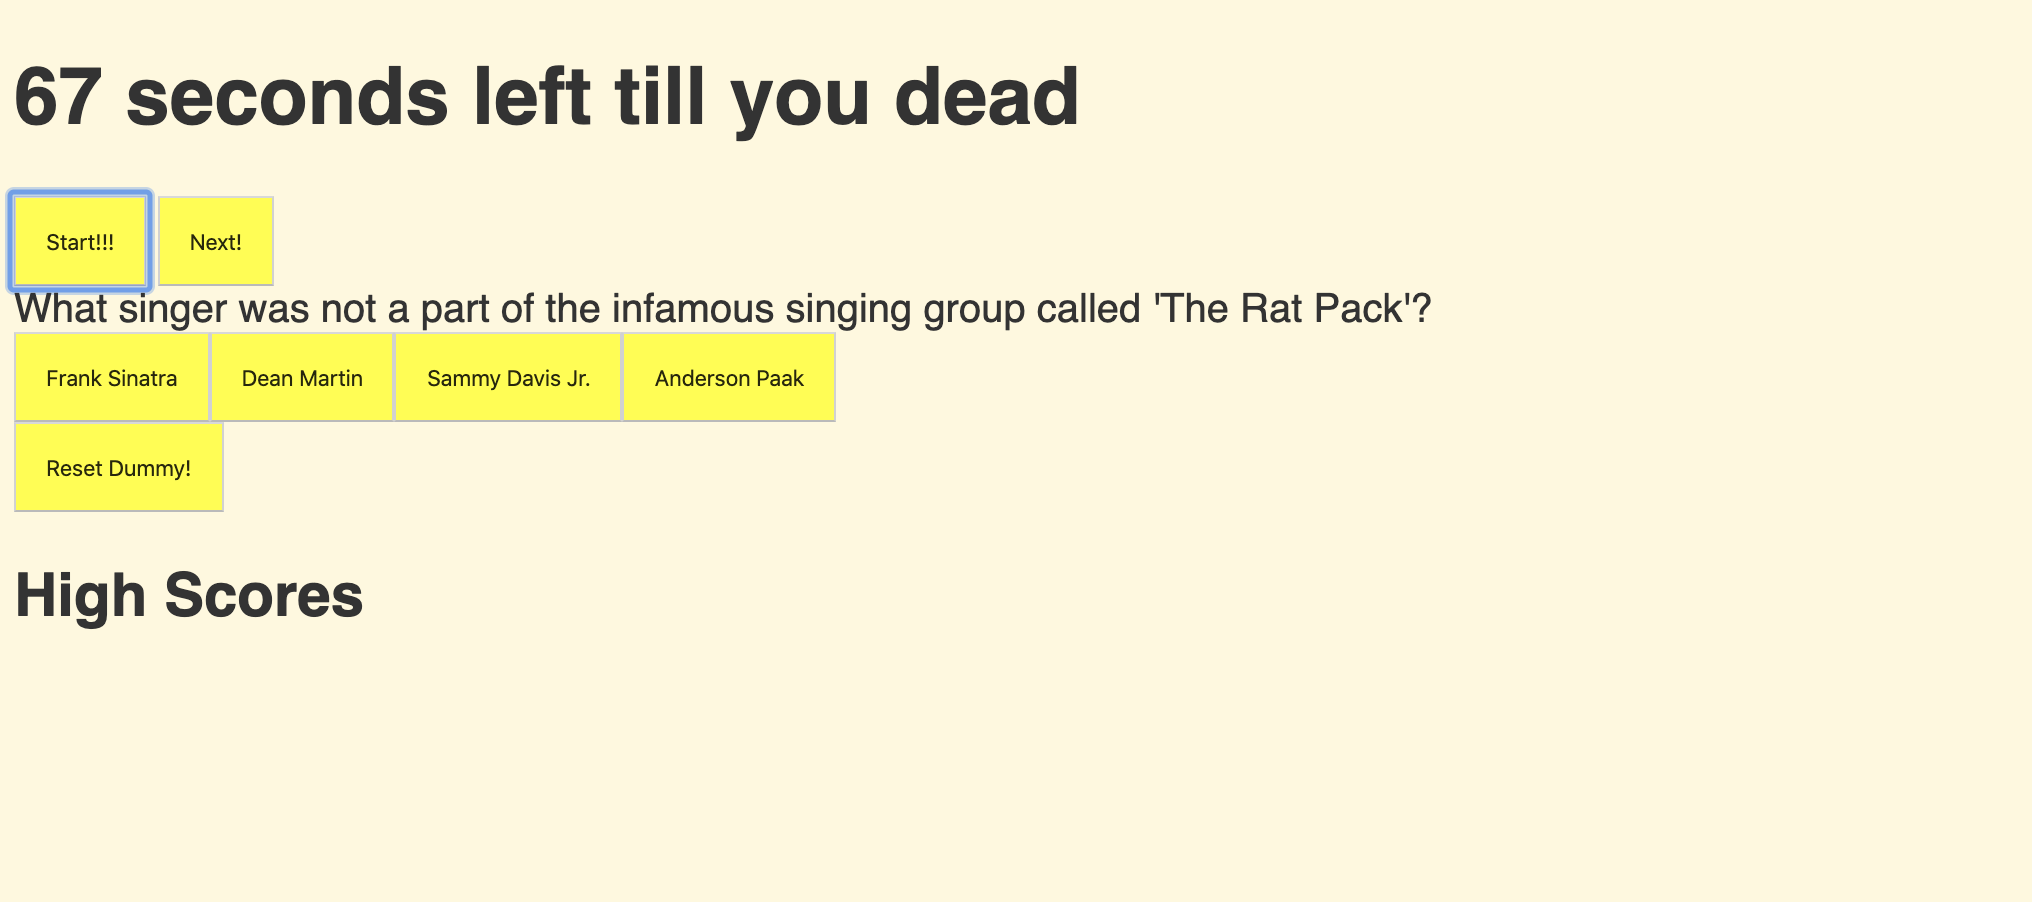 67 seconds left till you dead
Start!!! Next!
What singer was not a part of the infamous singing group called 'The Rat Pack'?
Frank Sinatra Dean Martin Sammy Davis Jr. Anderson Paak
Reset Dummy!
High Scores